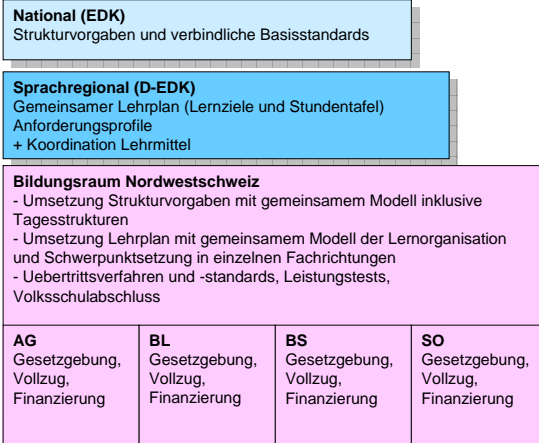 National (EDK)
Strukturvorgaben und verbindliche Basisstandards
Sprachregional (D-EDK)
Gemeinsamer Lehrplan (Lernziele und Stundentafel)
Anforderungsprofile
+ Koordination Lehrmittel
Bildungsraum Nordwestschweiz
- Umsetzung Strukturvorgaben mit gemeinsamem Modell inklusive
Tagesstrukturen
- Umsetzung Lehrplan mit gemeinsamem Modell der Lernorganisation
und Schwerpunktsetzung in einzelnen Fachrichtungen
- Uebertrittsverfahren und -standards, Leistungstests,
Volksschulabschluss
AG
Gesetzgebung,
Vollzug,
Finanzierung
BL
Gesetzgebung,
Vollzug,
Finanzierung
BS
Gesetzgebung,
Vollzug,
Finanzierung
SO
Gesetzgebung,
Vollzug,
Finanzierung